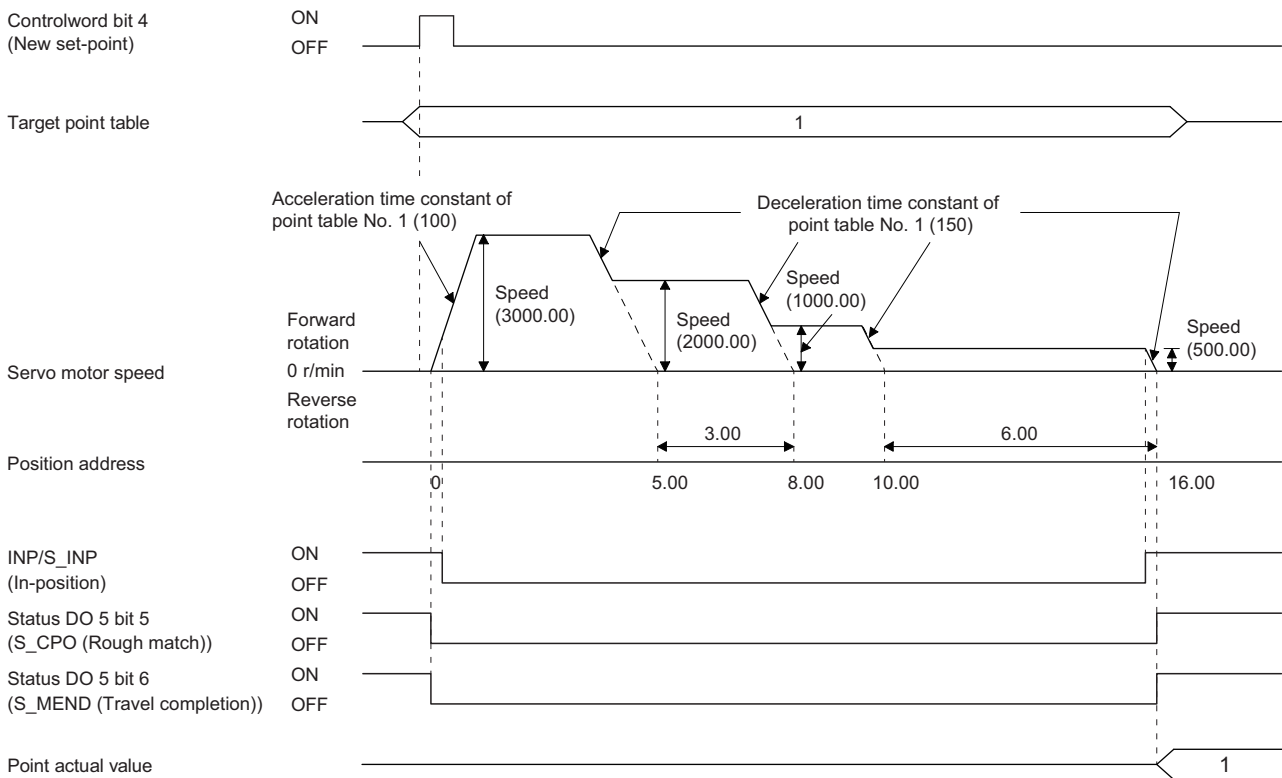 Controlword bit 4
(New set-point)
ON
OFF
Target point table
1
Acceleration time constant of
point table No. 1 (100)
Deceleration time constant of
point table No. 1 (150)
Speed
(3000.00)
Speed
(2000.00)
Speed
(1000.00)
Speed
(500.00)
Forward
rotation
Servo motor speed
0 r/min
Reverse
rotation
3.00
6.00
Position address
0
5.00
8.00
10.00
16.00
INP/S_INP
(In-position)
ON
OFF
Status DO 5 bit 5
(S_CPO (Rough match))
ON
OFF
Status DO 5 bit 6
(S_MEND (Travel completion))
ON
OFF
Point actual value
1